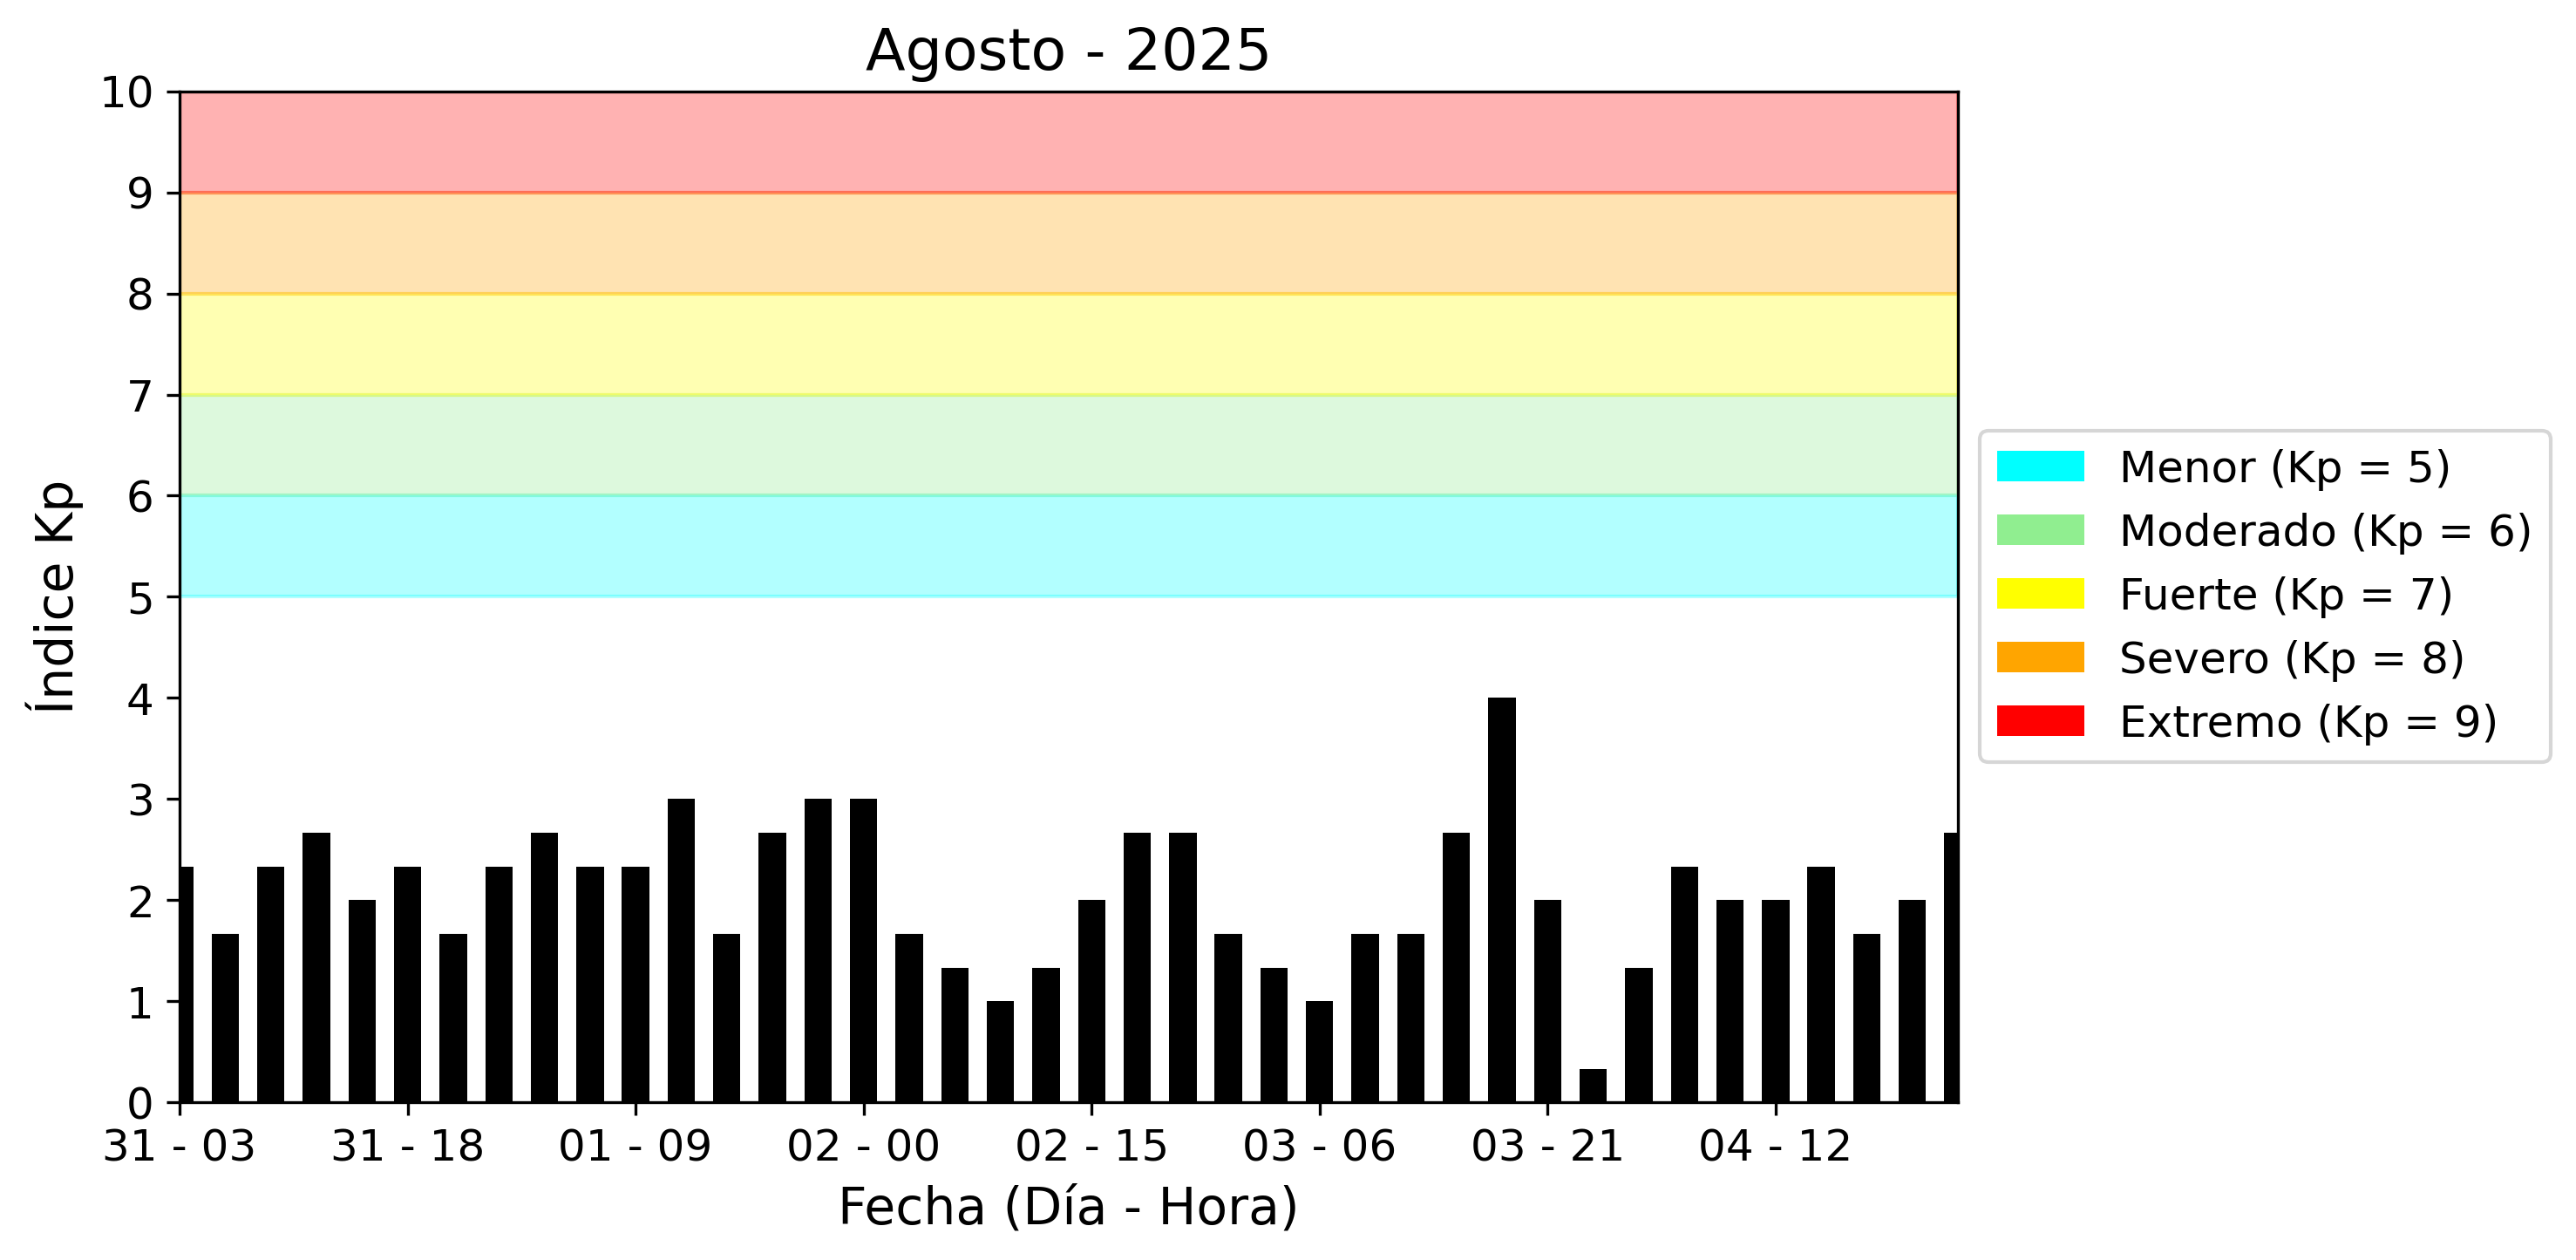 Agosto - 2025
10
9
8
7
6
5
4
3
2
1
0
Índice Kp
31 - 03
31 - 18
01 - 09
02 - 00
02 - 15
03 - 06
03 - 21
04 - 12
Fecha (Día - Hora)
Menor (Kp = 5)
Moderado (Kp = 6)
Fuerte (Kp = 7)
Severo (Kp = 8)
Extremo (Kp = 9)